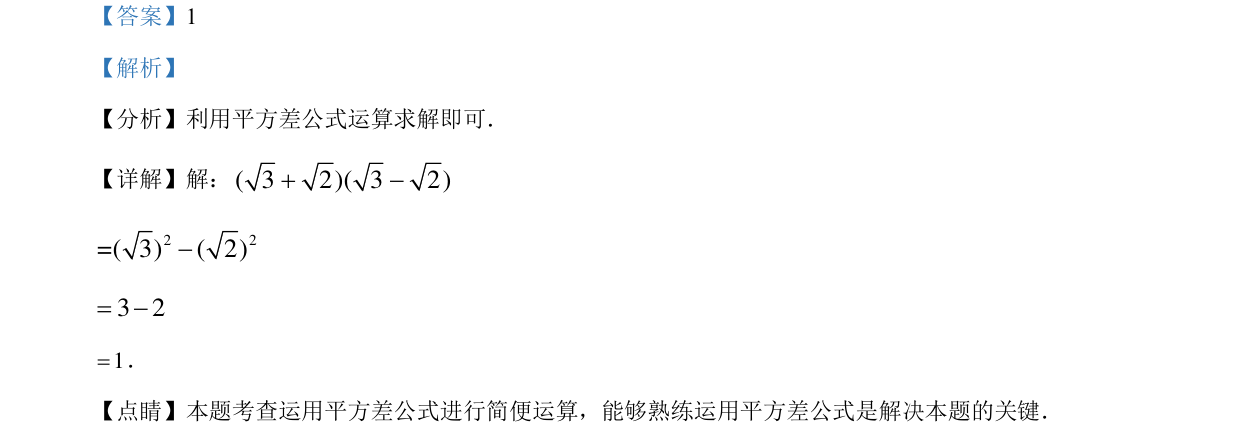 【答案】1
【解析】
【分析】利用平方差公式运算求解即可．
【详解】解：(√3+√2)(√3−√2)
=(√3)²−(√2)²
=3−2
=1．
【点睛】本题考查运用平方差公式进行简便运算，能够熟练运用平方差公式是解决本题的关键．